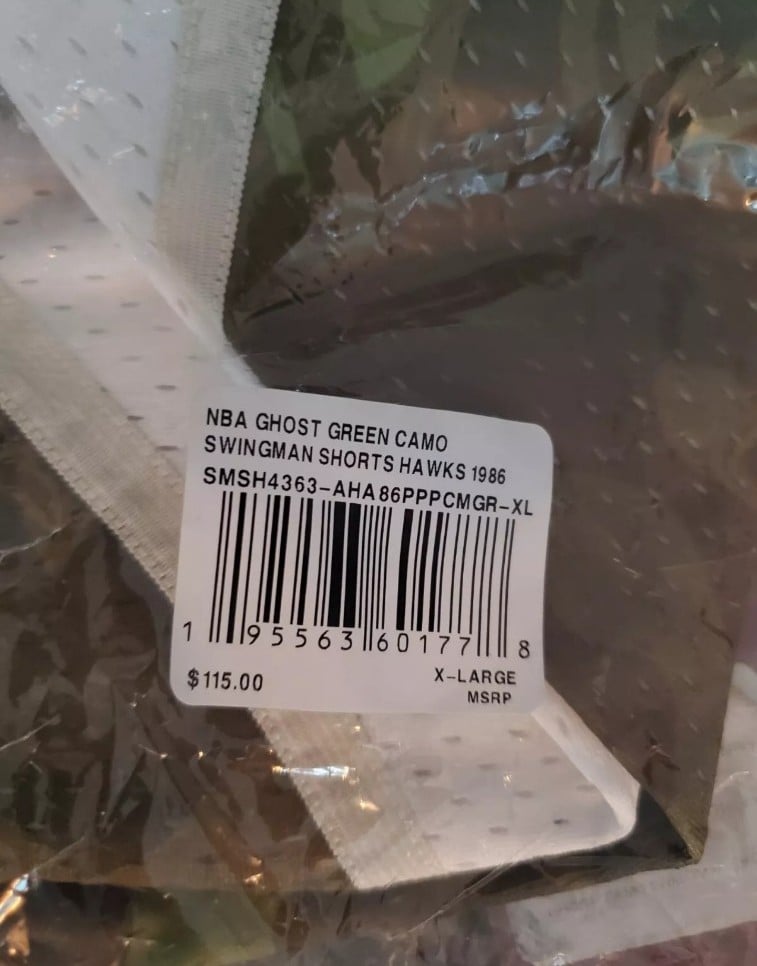 NBA GHOST GREEN CAMO
SWINGMAN SHORTS HAWKS 1986
SMSH4363-AHA86PPPCMGR-XL
1 95563 60177 8
$115.00
X-LARGE
MSRP